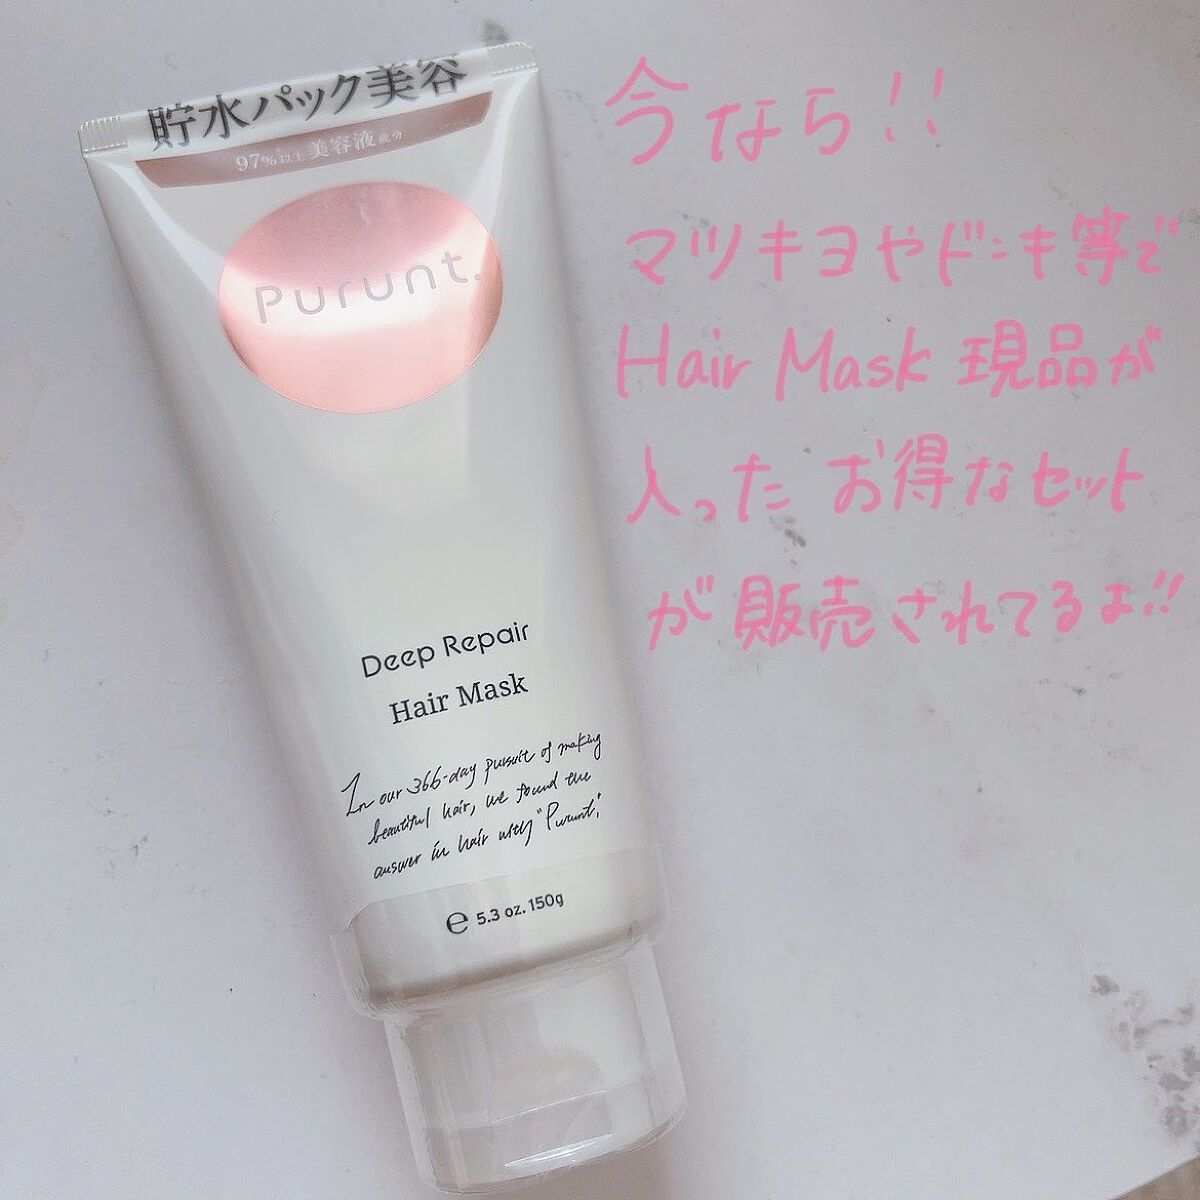 貯水パック美容
97%以上美容液成分
Purunt.
Deep Repair
Hair Mask
In our 366-day pursuit of making
beautiful hair, we found the
answer in hair with "Purunt."
e 5.3 oz. 150g
今なら!!
マツキヨやドンキ等で
Hair Mask 現品が
入った お得なセット
が販売されてるよ!!